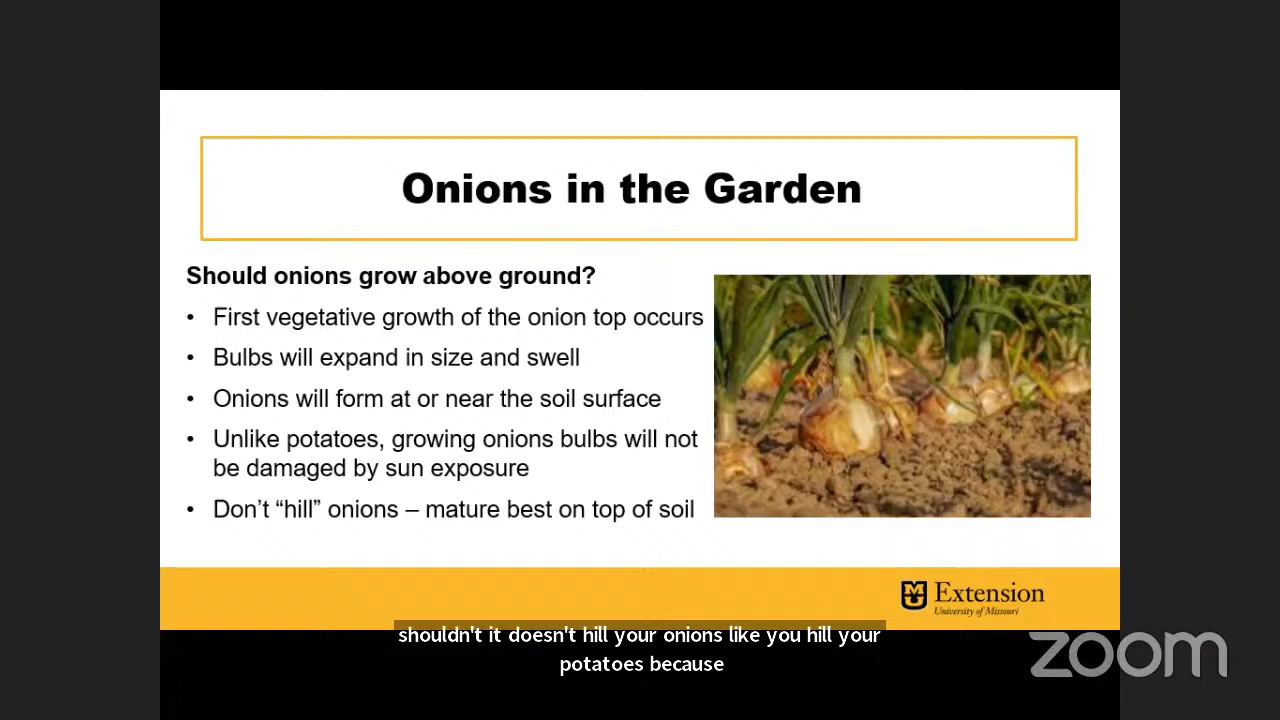 Onions in the Garden
Should onions grow above ground?
• First vegetative growth of the onion top occurs
• Bulbs will expand in size and swell
• Onions will form at or near the soil surface
• Unlike potatoes, growing onions bulbs will not
be damaged by sun exposure
• Don’t “hill” onions – mature best on top of soil
MU Extension
University of Missouri
shouldn't it doesn't hill your onions like you hill your
potatoes because
zoom